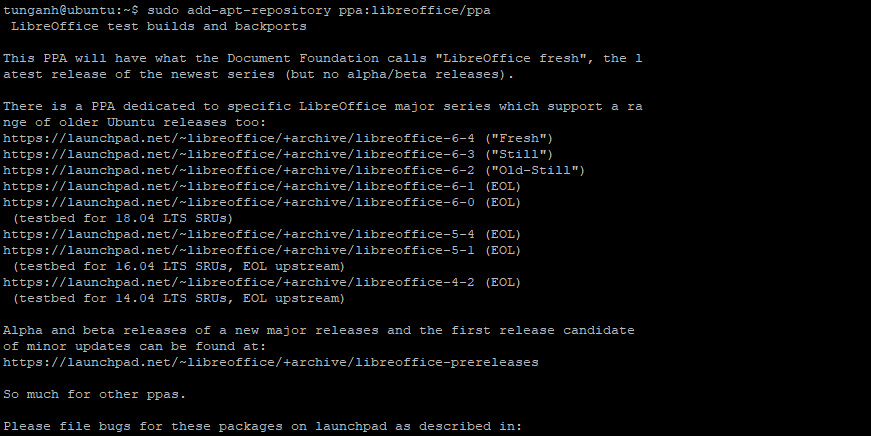 tunganh@ubuntu:~$ sudo add-apt-repository ppa:libreoffice/ppa
LibreOffice test builds and backports
This PPA will have what the Document Foundation calls "LibreOffice fresh", the l
atest release of the newest series (but no alpha/beta releases).
There is a PPA dedicated to specific LibreOffice major series which support a ra
nge of older Ubuntu releases too:
https://launchpad.net/~libreoffice/+archive/libreoffice-6-4 ("Fresh")
https://launchpad.net/~libreoffice/+archive/libreoffice-6-3 ("Still")
https://launchpad.net/~libreoffice/+archive/libreoffice-6-2 ("Old-Still")
https://launchpad.net/~libreoffice/+archive/libreoffice-6-1 (EOL)
https://launchpad.net/~libreoffice/+archive/libreoffice-6-0 (EOL)
(testbed for 18.04 LTS SRUs)
https://launchpad.net/~libreoffice/+archive/libreoffice-5-4 (EOL)
https://launchpad.net/~libreoffice/+archive/libreoffice-5-1 (EOL)
(testbed for 16.04 LTS SRUs, EOL upstream)
https://launchpad.net/~libreoffice/+archive/libreoffice-4-2 (EOL)
(testbed for 14.04 LTS SRUs, EOL upstream)
Alpha and beta releases of a new major releases and the first release candidate
of minor updates can be found at:
https://launchpad.net/~libreoffice/+archive/libreoffice-prereleases
So much for other ppas.
Please file bugs for these packages on launchpad as described in: